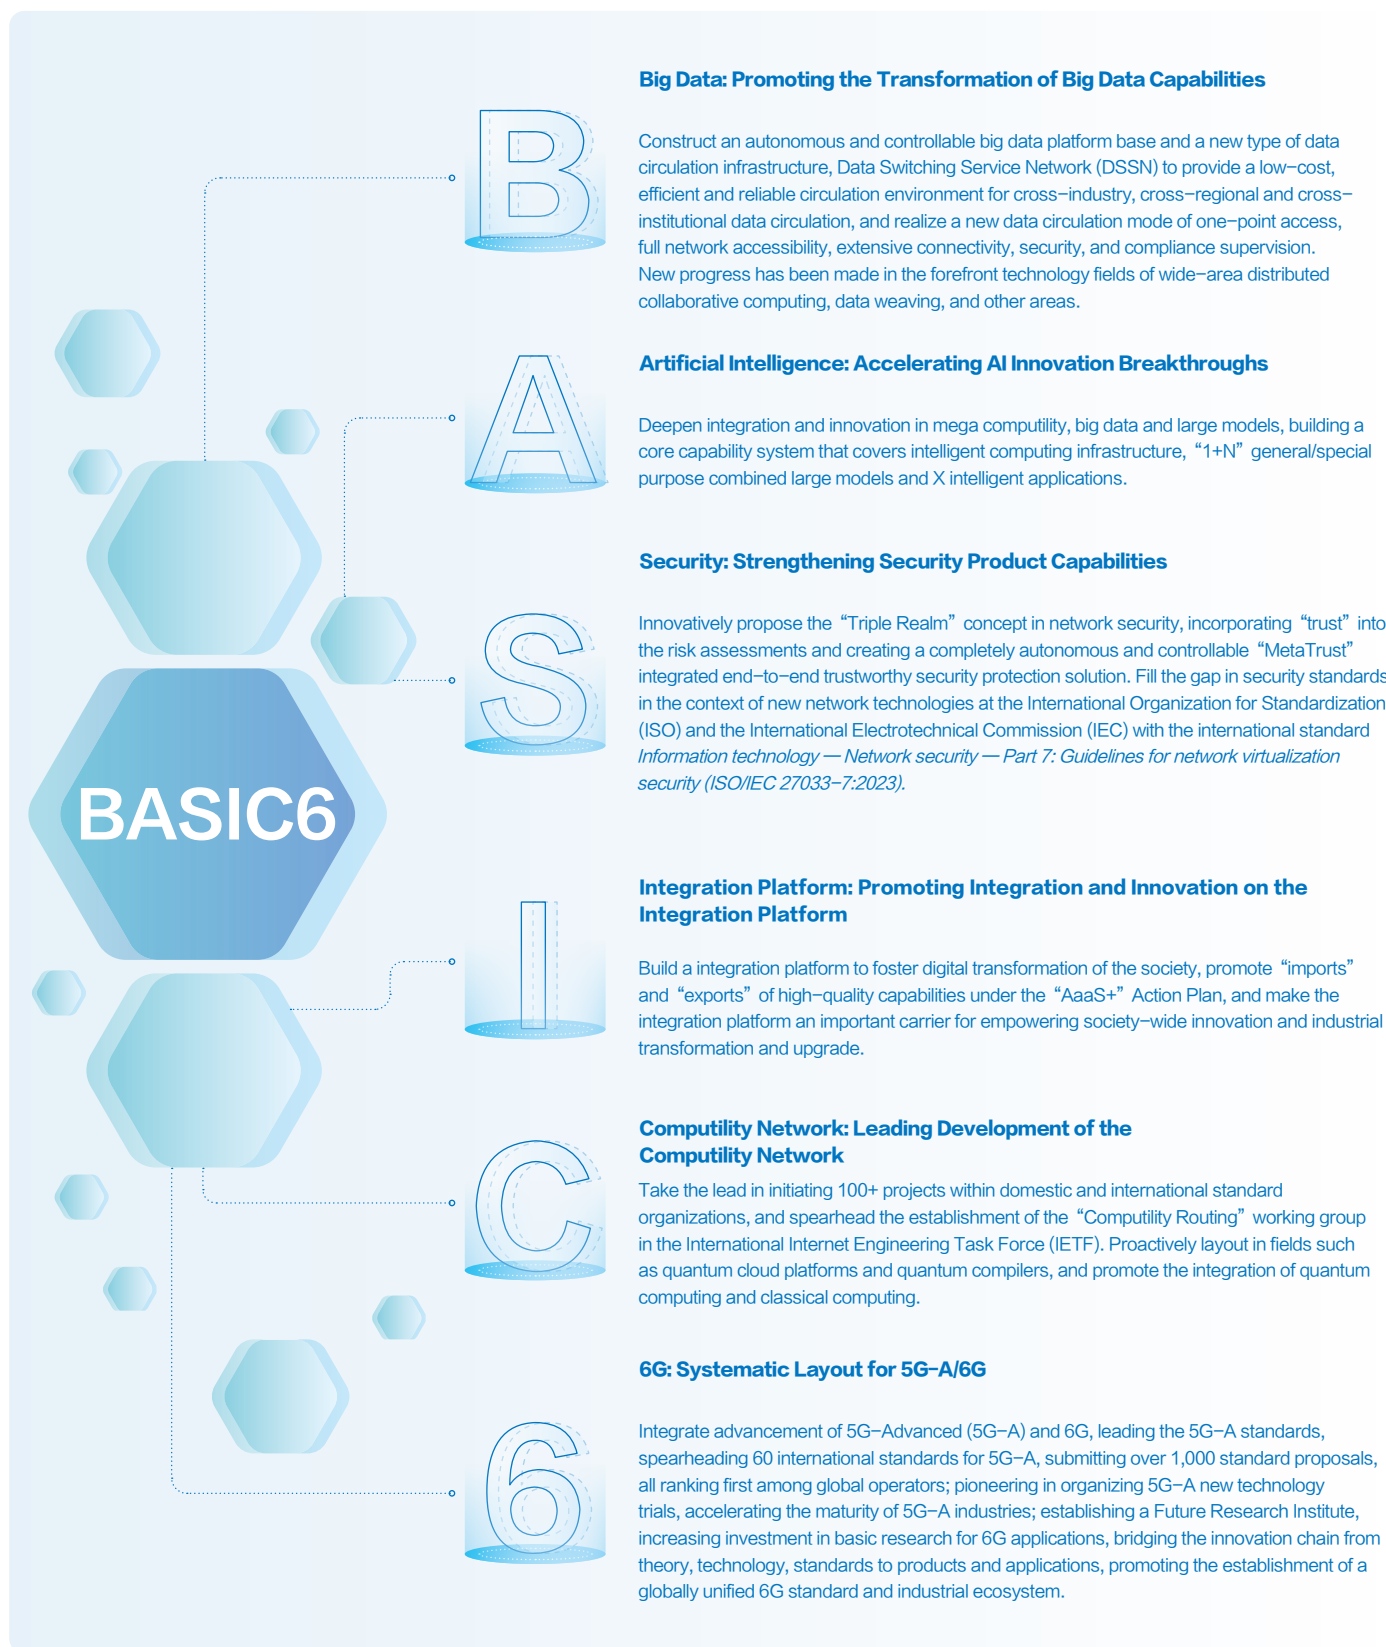 Big Data: Promoting the Transformation of Big Data Capabilities
B
Construct an autonomous and controllable big data platform base and a new type of data
circulation infrastructure, Data Switching Service Network (DSSN) to provide a low-cost,
efficient and reliable circulation environment for cross-industry, cross-regional and cross-
institutional data circulation, and realize a new data circulation mode of one-point access,
full network accessibility, extensive connectivity, security, and compliance supervision.
New progress has been made in the forefront technology fields of wide-area distributed
collaborative computing, data weaving, and other areas.
Artificial Intelligence: Accelerating AI Innovation Breakthroughs
A
Deepen integration and innovation in mega computility, big data and large models, building a
core capability system that covers intelligent computing infrastructure, “1+N” general/special
purpose combined large models and X intelligent applications.
Security: Strengthening Security Product Capabilities
S
Innovatively propose the “Triple Realm” concept in network security, incorporating “trust” into
the risk assessments and creating a completely autonomous and controllable “MetaTrust”
integrated end-to-end trustworthy security protection solution. Fill the gap in security standards
in the context of new network technologies at the International Organization for Standardization
(ISO) and the International Electrotechnical Commission (IEC) with the international standard
Information technology — Network security — Part 7: Guidelines for network virtualization
security (ISO/IEC 27033-7:2023).
BASIC6
Integration Platform: Promoting Integration and Innovation on the
Integration Platform
I
Build a integration platform to foster digital transformation of the society, promote “imports”
and “exports” of high-quality capabilities under the “AaaS+” Action Plan, and make the
integration platform an important carrier for empowering society-wide innovation and industrial
transformation and upgrade.
Computility Network: Leading Development of the
Computility Network
C
Take the lead in initiating 100+ projects within domestic and international standard
organizations, and spearhead the establishment of the “Computility Routing” working group
in the International Internet Engineering Task Force (IETF). Proactively layout in fields such
as quantum cloud platforms and quantum compilers, and promote the integration of quantum
computing and classical computing.
6G: Systematic Layout for 5G-A/6G
6
Integrate advancement of 5G-Advanced (5G-A) and 6G, leading the 5G-A standards,
spearheading 60 international standards for 5G-A, submitting over 1,000 standard proposals,
all ranking first among global operators; pioneering in organizing 5G-A new technology
trials, accelerating the maturity of 5G-A industries; establishing a Future Research Institute,
increasing investment in basic research for 6G applications, bridging the innovation chain from
theory, technology, standards to products and applications, promoting the establishment of a
globally unified 6G standard and industrial ecosystem.